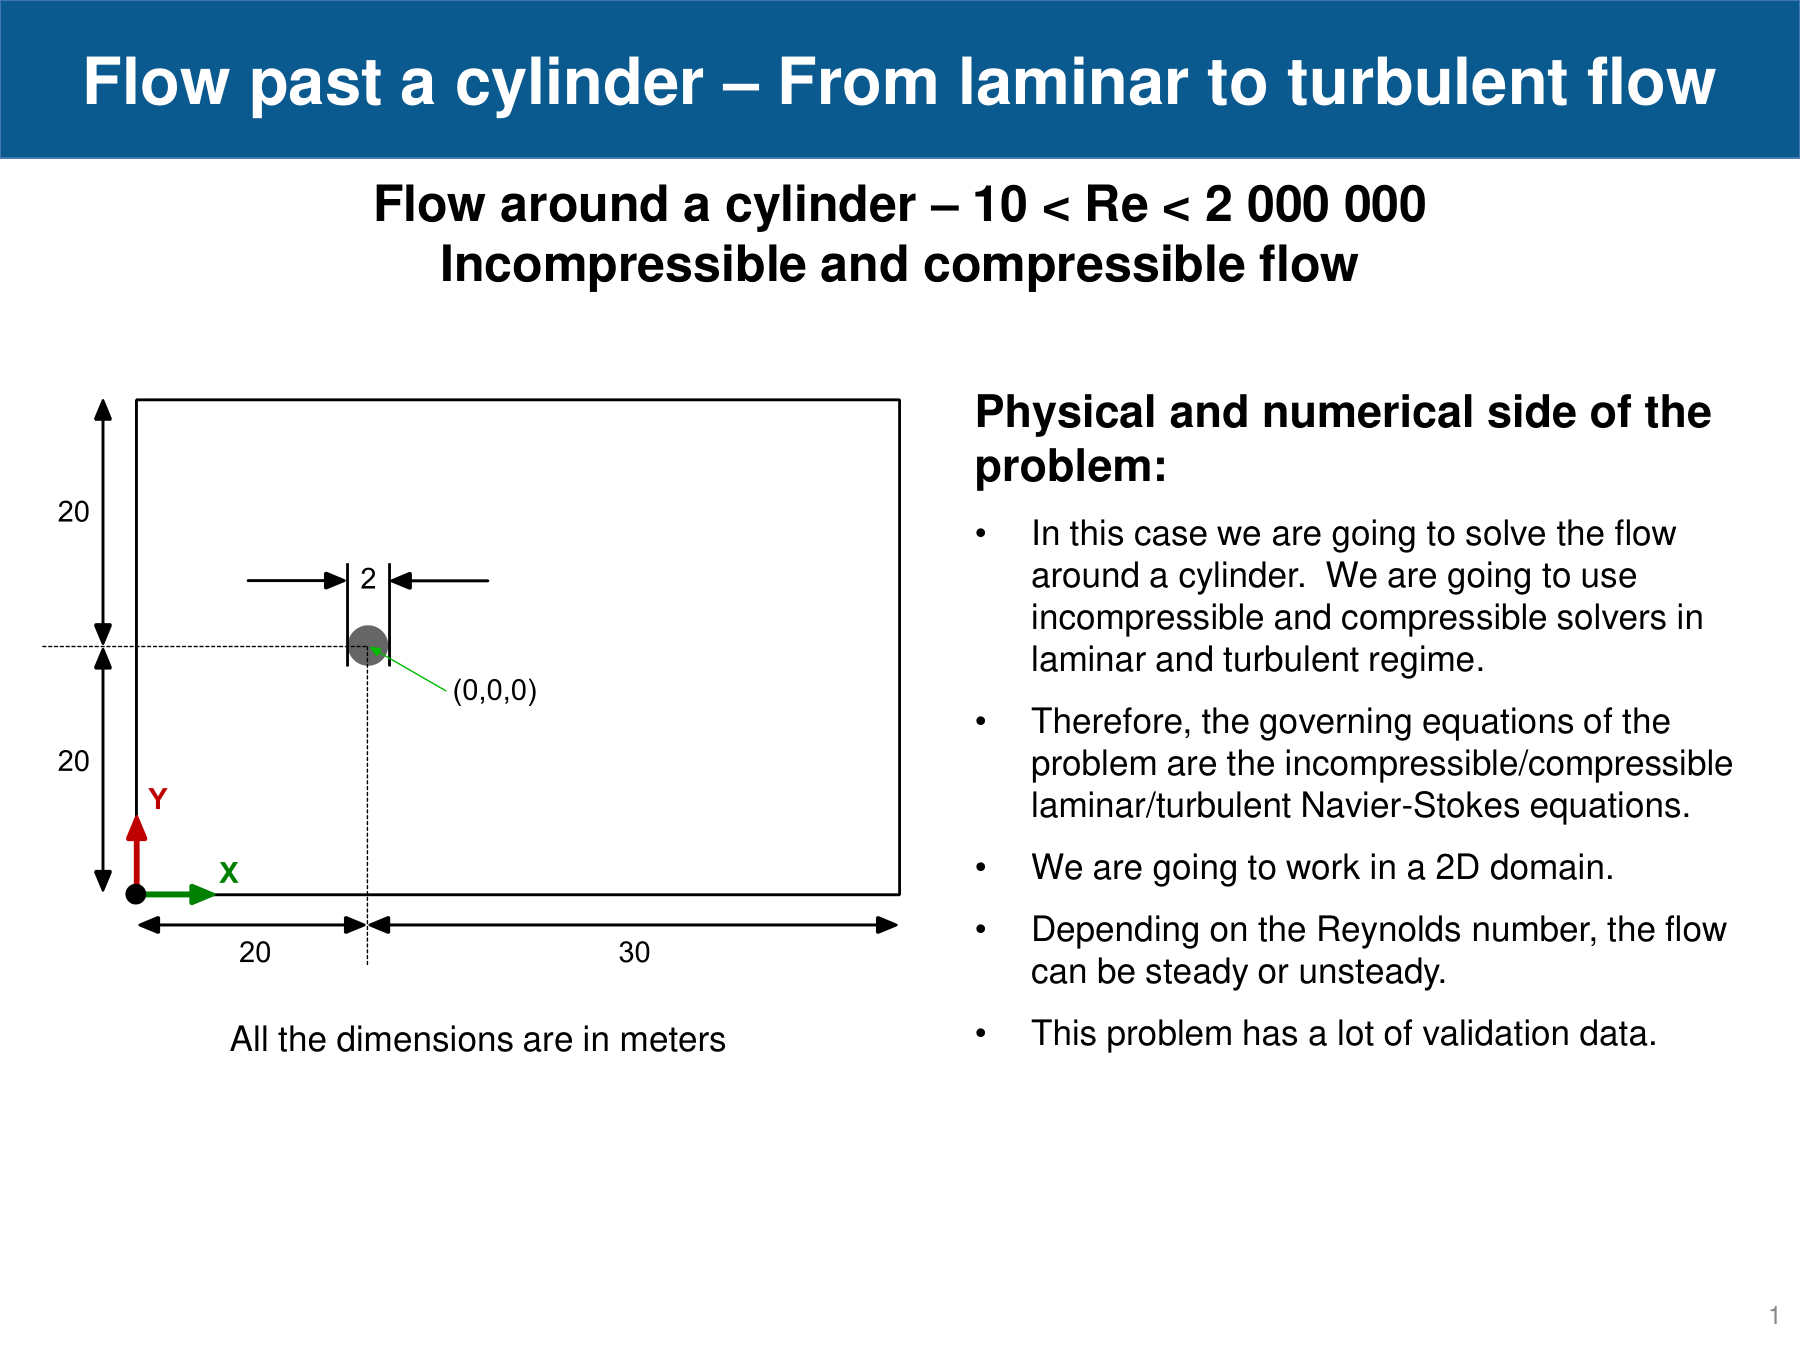 Flow past a cylinder – From laminar to turbulent flow
Flow around a cylinder – 10 < Re < 2 000 000
Incompressible and compressible flow
20
2
(0,0,0)
20
Y
X
20
30
All the dimensions are in meters
Physical and numerical side of the
problem:
• In this case we are going to solve the flow
around a cylinder. We are going to use
incompressible and compressible solvers in
laminar and turbulent regime.
• Therefore, the governing equations of the
problem are the incompressible/compressible
laminar/turbulent Navier-Stokes equations.
• We are going to work in a 2D domain.
• Depending on the Reynolds number, the flow
can be steady or unsteady.
• This problem has a lot of validation data.
1